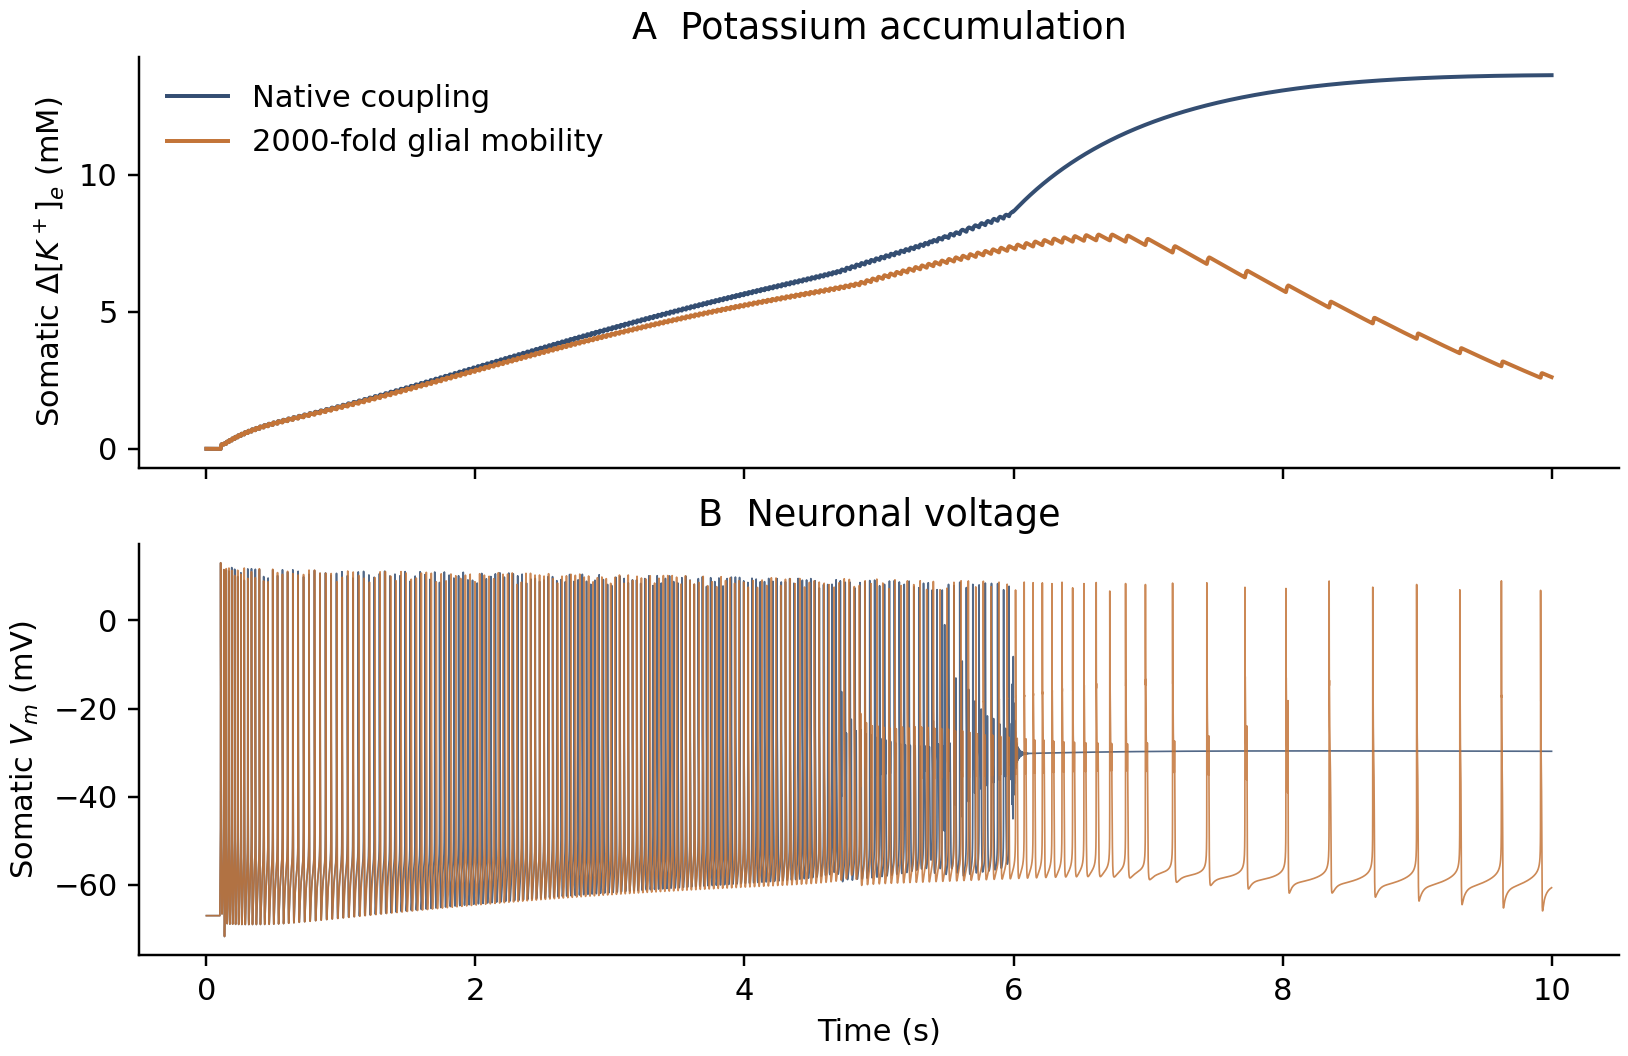 A  Potassium accumulation
Somatic Δ[K⁺]ₑ (mM)
10
5
0
Native coupling
2000-fold glial mobility
B  Neuronal voltage
Somatic Vₘ (mV)
0
−20
−40
−60
0 2 4 6 8 10
Time (s)